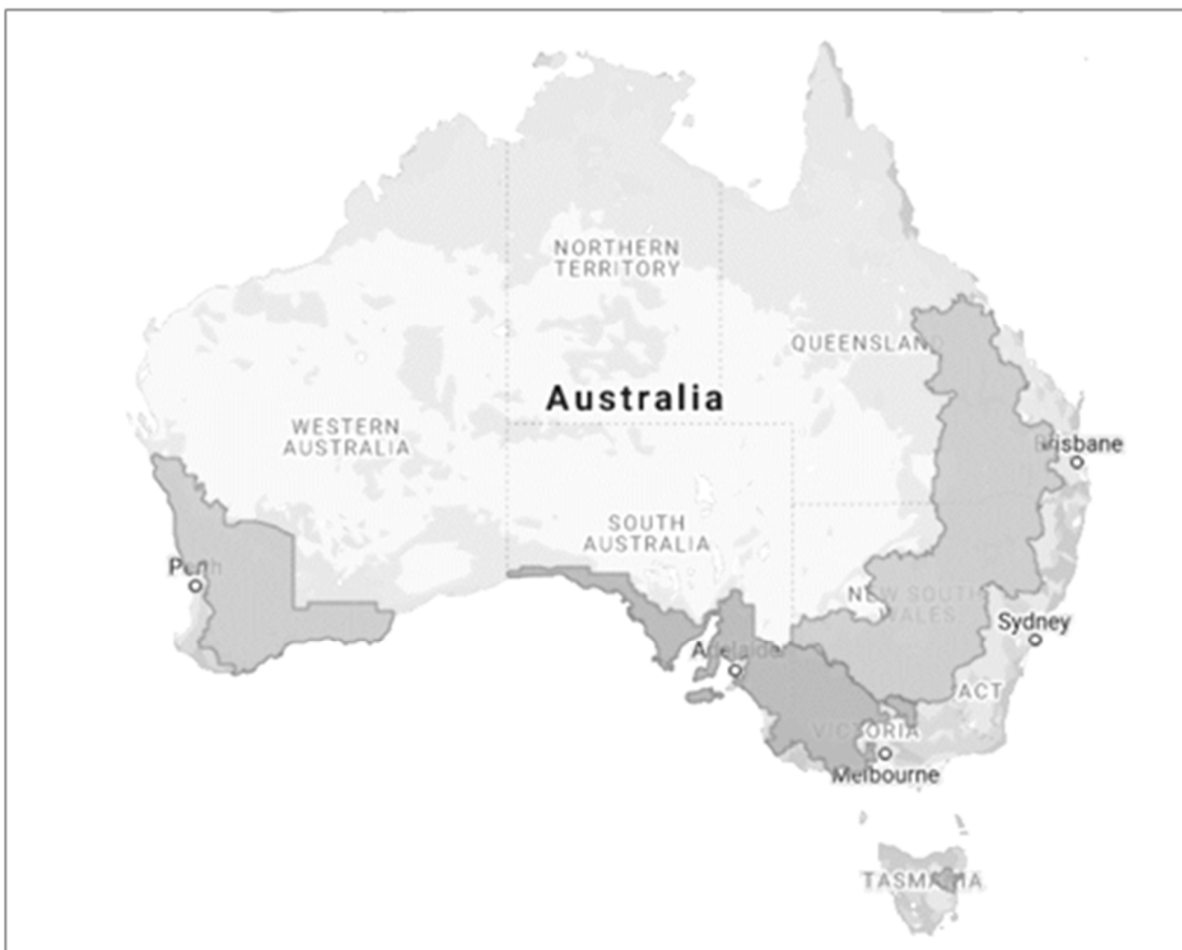 NORTHERN
TERRITORY
QUEENSLAND
Australia
WESTERN
AUSTRALIA
Brisbane
SOUTH
AUSTRALIA
Perth
NEW SOUTH
WALES
Sydney
Adelaide
ACT
VICTORIA
Melbourne
TASMANIA